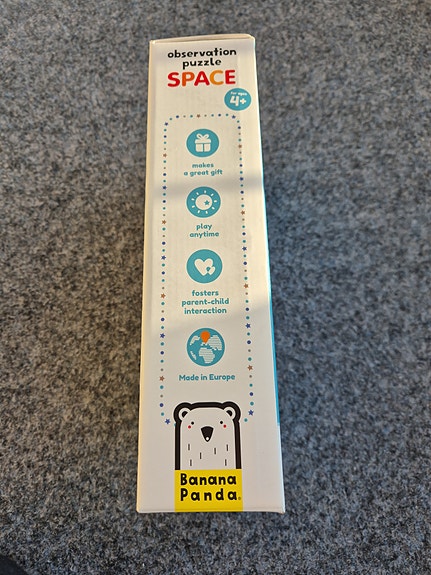 observation
puzzle
SPACE
for ages
4+
makes
a great gift
play
anytime
fosters
parent-child
interaction
Made in Europe
Banana
Panda®